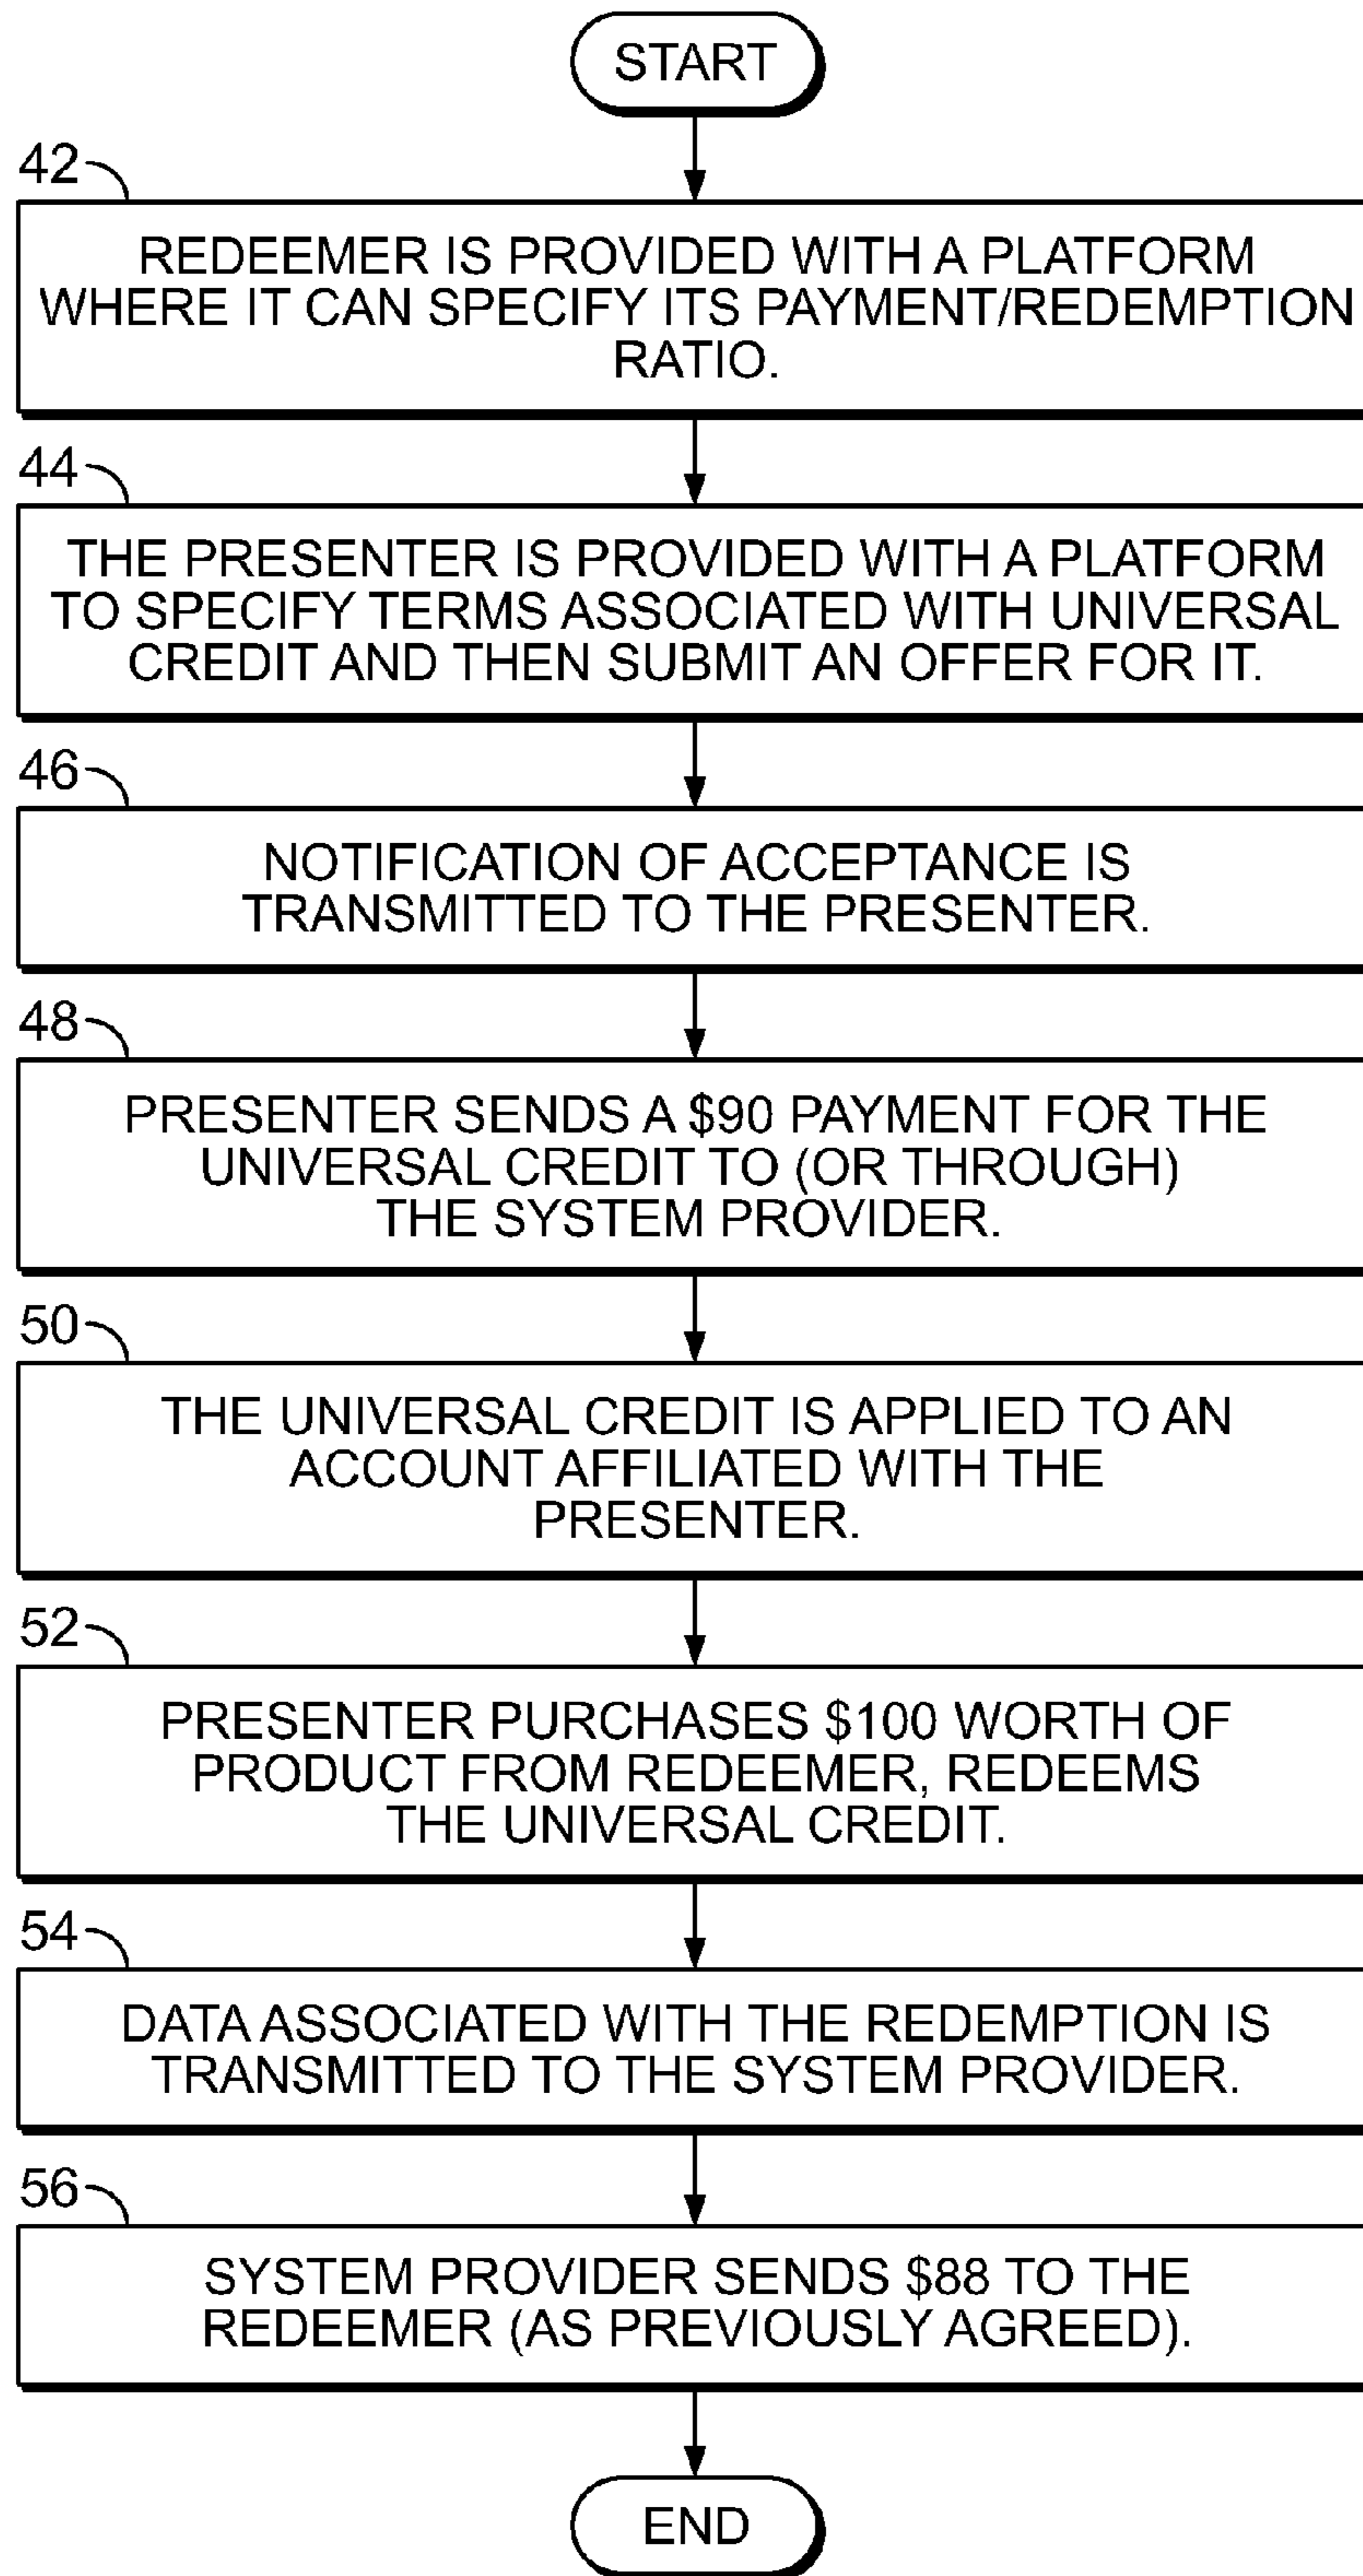 START
42
REDEEMER IS PROVIDED WITH A PLATFORM
WHERE IT CAN SPECIFY ITS PAYMENT/REDEMPTION
RATIO.
44
THE PRESENTER IS PROVIDED WITH A PLATFORM
TO SPECIFY TERMS ASSOCIATED WITH UNIVERSAL
CREDIT AND THEN SUBMIT AN OFFER FOR IT.
46
NOTIFICATION OF ACCEPTANCE IS
TRANSMITTED TO THE PRESENTER.
48
PRESENTER SENDS A $90 PAYMENT FOR THE
UNIVERSAL CREDIT TO (OR THROUGH)
THE SYSTEM PROVIDER.
50
THE UNIVERSAL CREDIT IS APPLIED TO AN
ACCOUNT AFFILIATED WITH THE
PRESENTER.
52
PRESENTER PURCHASES $100 WORTH OF
PRODUCT FROM REDEEMER, REDEEMS
THE UNIVERSAL CREDIT.
54
DATA ASSOCIATED WITH THE REDEMPTION IS
TRANSMITTED TO THE SYSTEM PROVIDER.
56
SYSTEM PROVIDER SENDS $88 TO THE
REDEEMER (AS PREVIOUSLY AGREED).
END